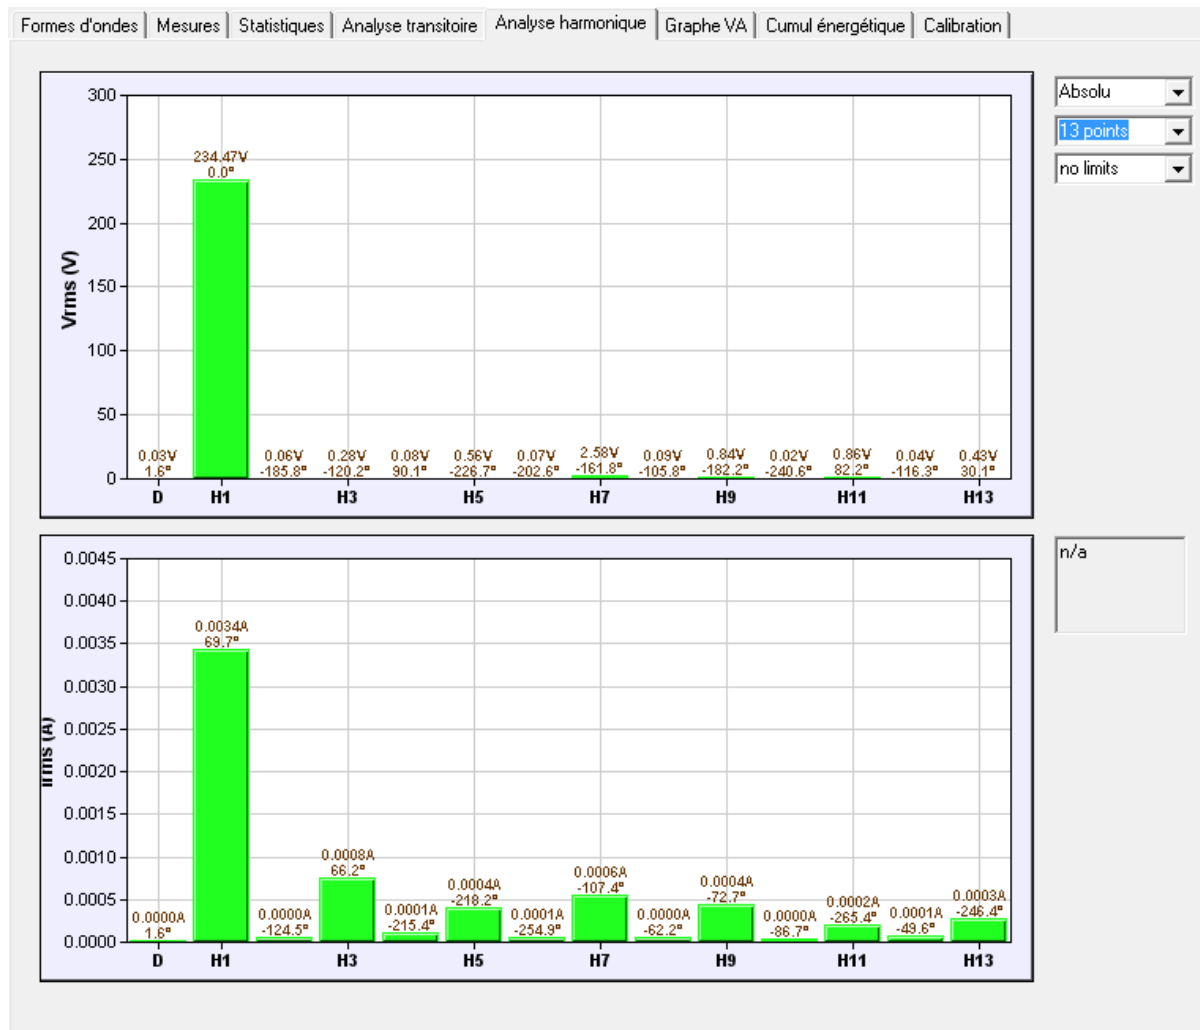 Formes d'ondes Mesures Statistiques Analyse transitoire Analyse harmonique Graphe VA Cumul énergétique Calibration
Absolu
13 points
no limits
Vrms (V)
300
250
200
150
100
50
0
234.47V
0.0°
0.03V 0.06V 0.28V 0.08V 0.56V 0.07V 2.58V 0.09V 0.84V 0.02V 0.86V 0.04V 0.43V
1.6° -185.8° -120.2° 90.1° -226.7° -202.6° -161.8° -105.8° -182.2° -240.6° 82.2° -116.3° 30.1°
D H1 H3 H5 H7 H9 H11 H13
n/a
Irms (A)
0.0045
0.0040
0.0035
0.0030
0.0025
0.0020
0.0015
0.0010
0.0005
0.0000
0.0034A
69.7°
0.0000A 0.0000A 0.0008A 0.0001A 0.0004A 0.0001A 0.0006A 0.0000A 0.0004A 0.0000A 0.0002A 0.0001A 0.0003A
1.6° -124.5° 66.2° -215.4° -218.2° -254.9° -107.4° -62.2° -72.7° -86.7° -265.4° -49.6° -246.4°
D H1 H3 H5 H7 H9 H11 H13